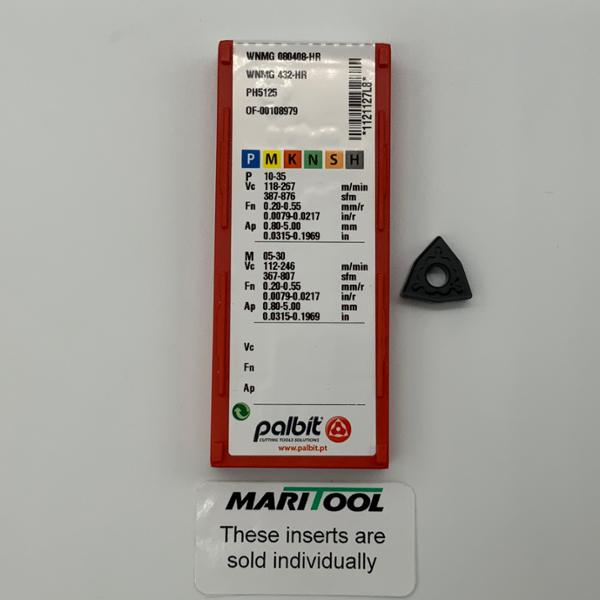 WNMG 080408-HR
WNMG 432-HR
PH5125
OF-00108979
*1121127L8*
P M K N S H
P 10-35
Vc 118-267 m/min
387-876 sfm
Fn 0.20-0.55 mm/r
0.0079-0.0217 in/r
Ap 0.80-5.00 mm
0.0315-0.1969 in
M 05-30
Vc 112-246 m/min
367-807 sfm
Fn 0.20-0.55 mm/r
0.0079-0.0217 in/r
Ap 0.80-5.00 mm
0.0315-0.1969 in
Vc
Fn
Ap
palbit
CUTTING TOOLS SOLUTIONS
www.palbit.pt
MARITOOL
These inserts are
sold individually